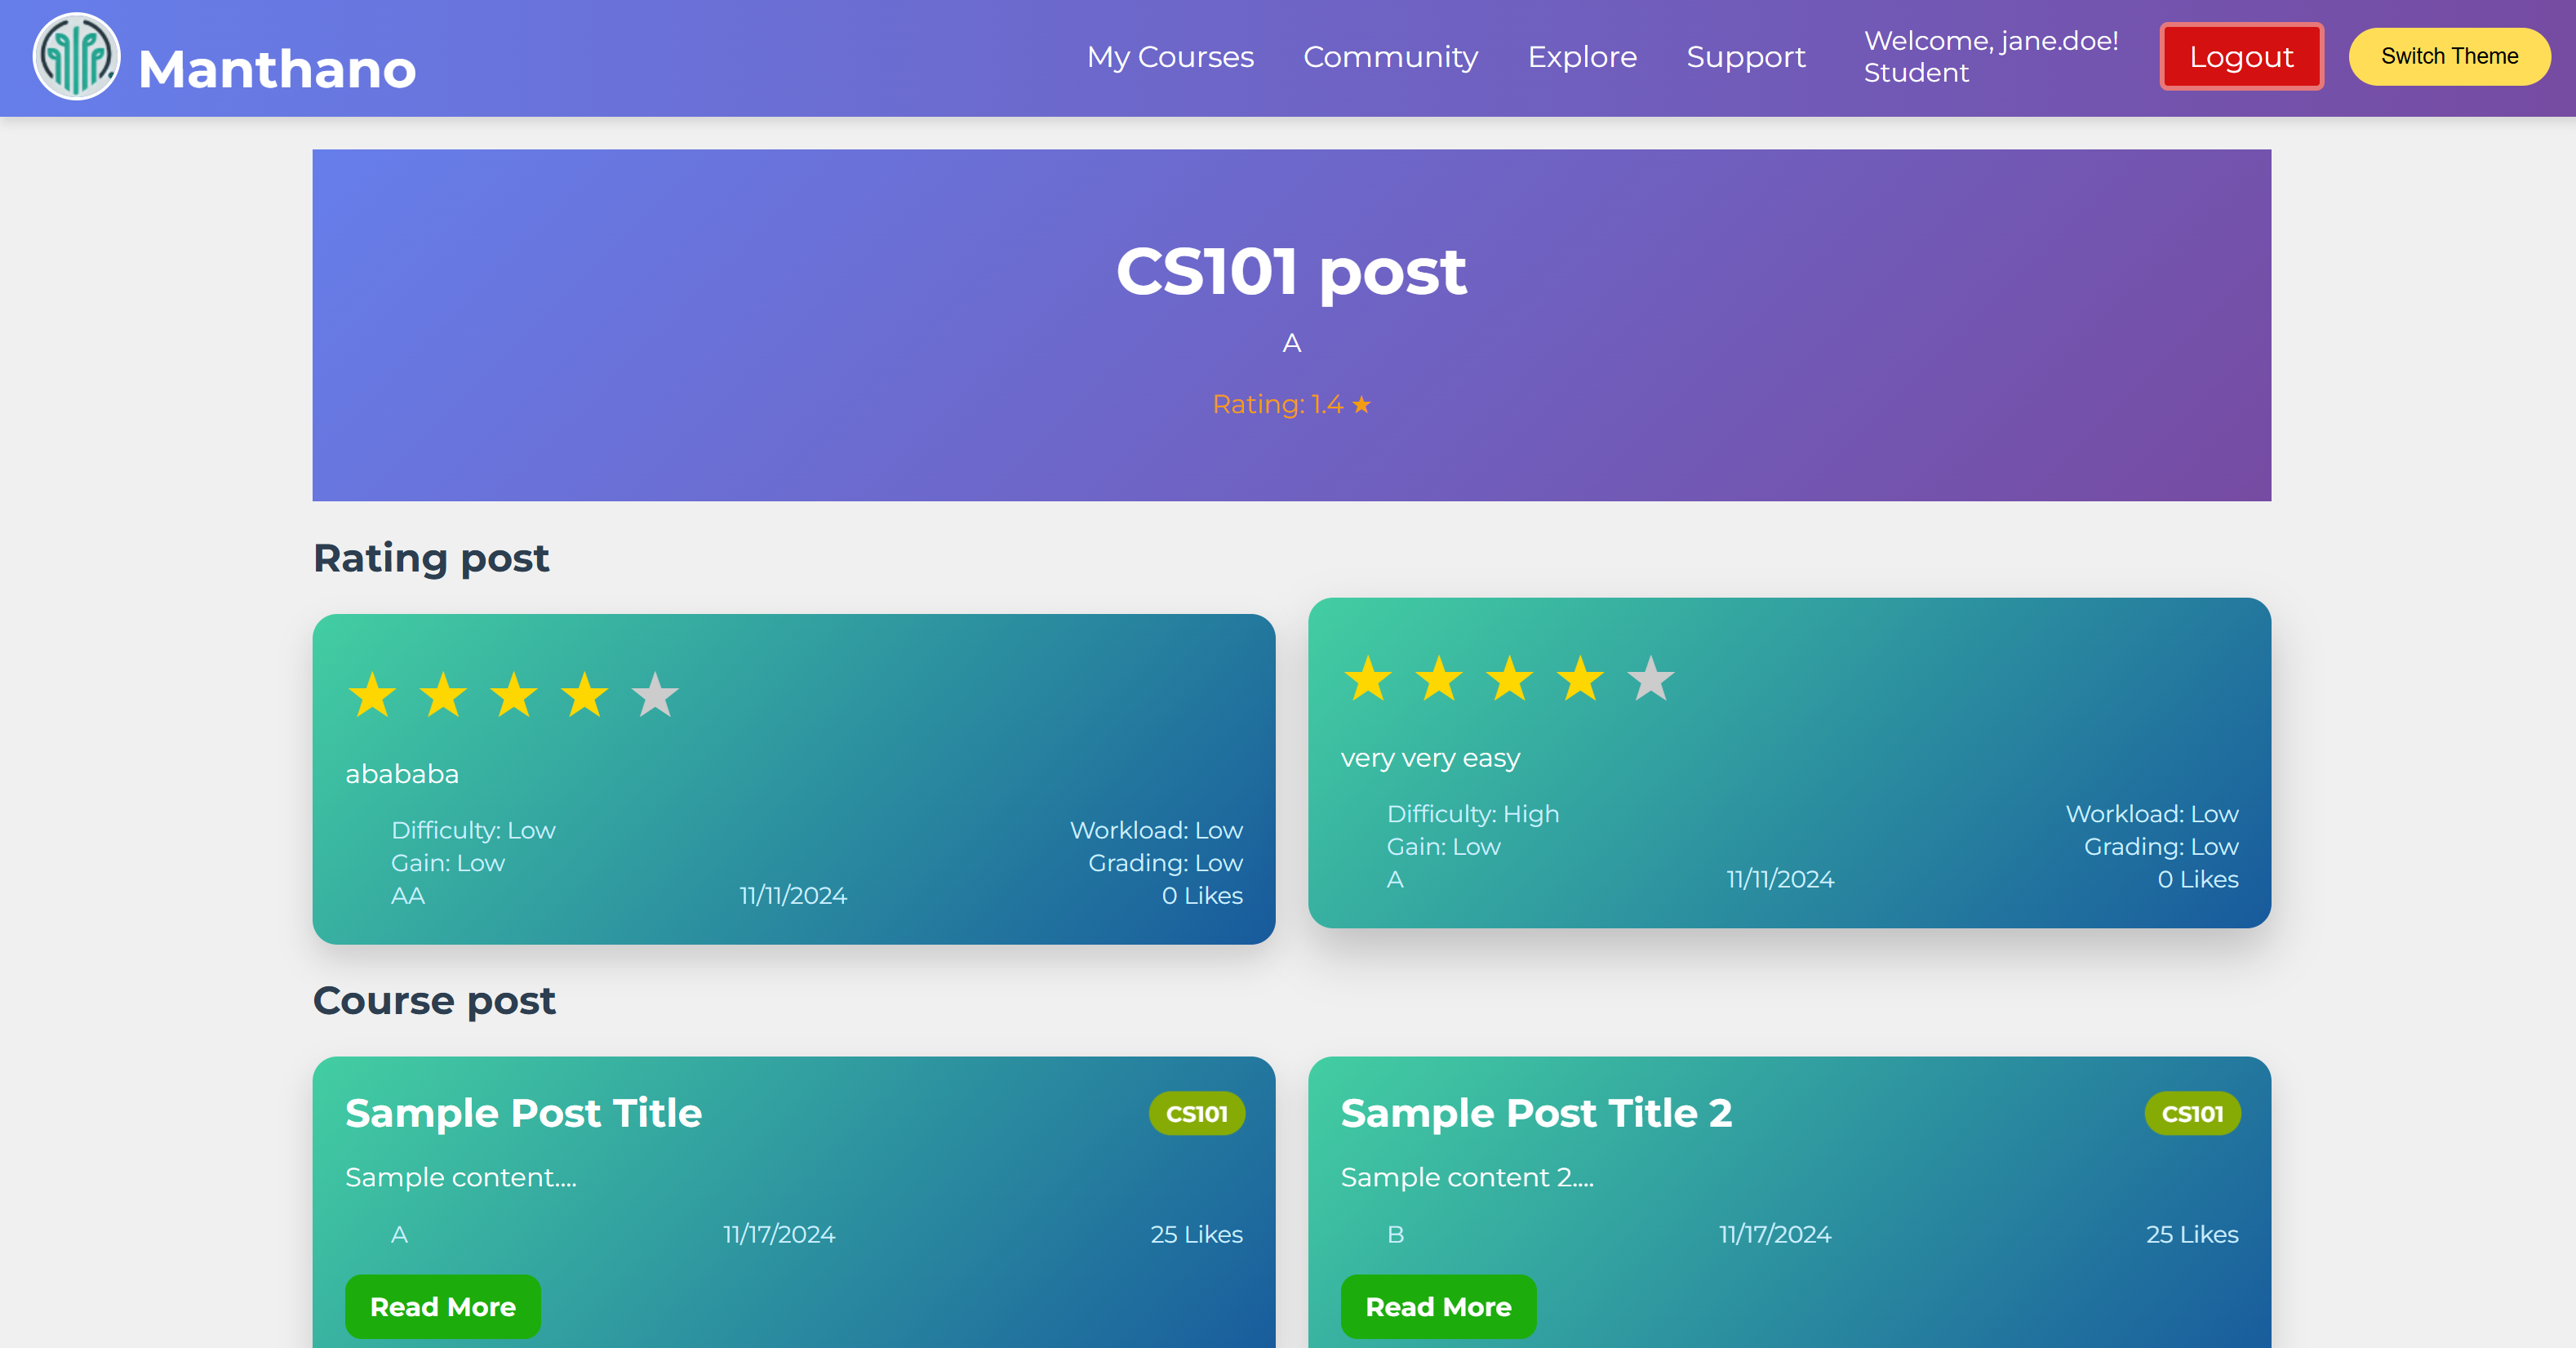 Manthano
My Courses
Community
Explore
Support
Welcome, jane.doe!
Student
Logout
Switch Theme
CS101 post
A
Rating: 1.4 ★
Rating post
abababa
Difficulty: Low
Workload: Low
Gain: Low
Grading: Low
AA
11/11/2024
0 Likes
very very easy
Difficulty: High
Workload: Low
Gain: Low
Grading: Low
A
11/11/2024
0 Likes
Course post
Sample Post Title
CS101
Sample content....
A
11/17/2024
25 Likes
Read More
Sample Post Title 2
CS101
Sample content 2....
B
11/17/2024
25 Likes
Read More